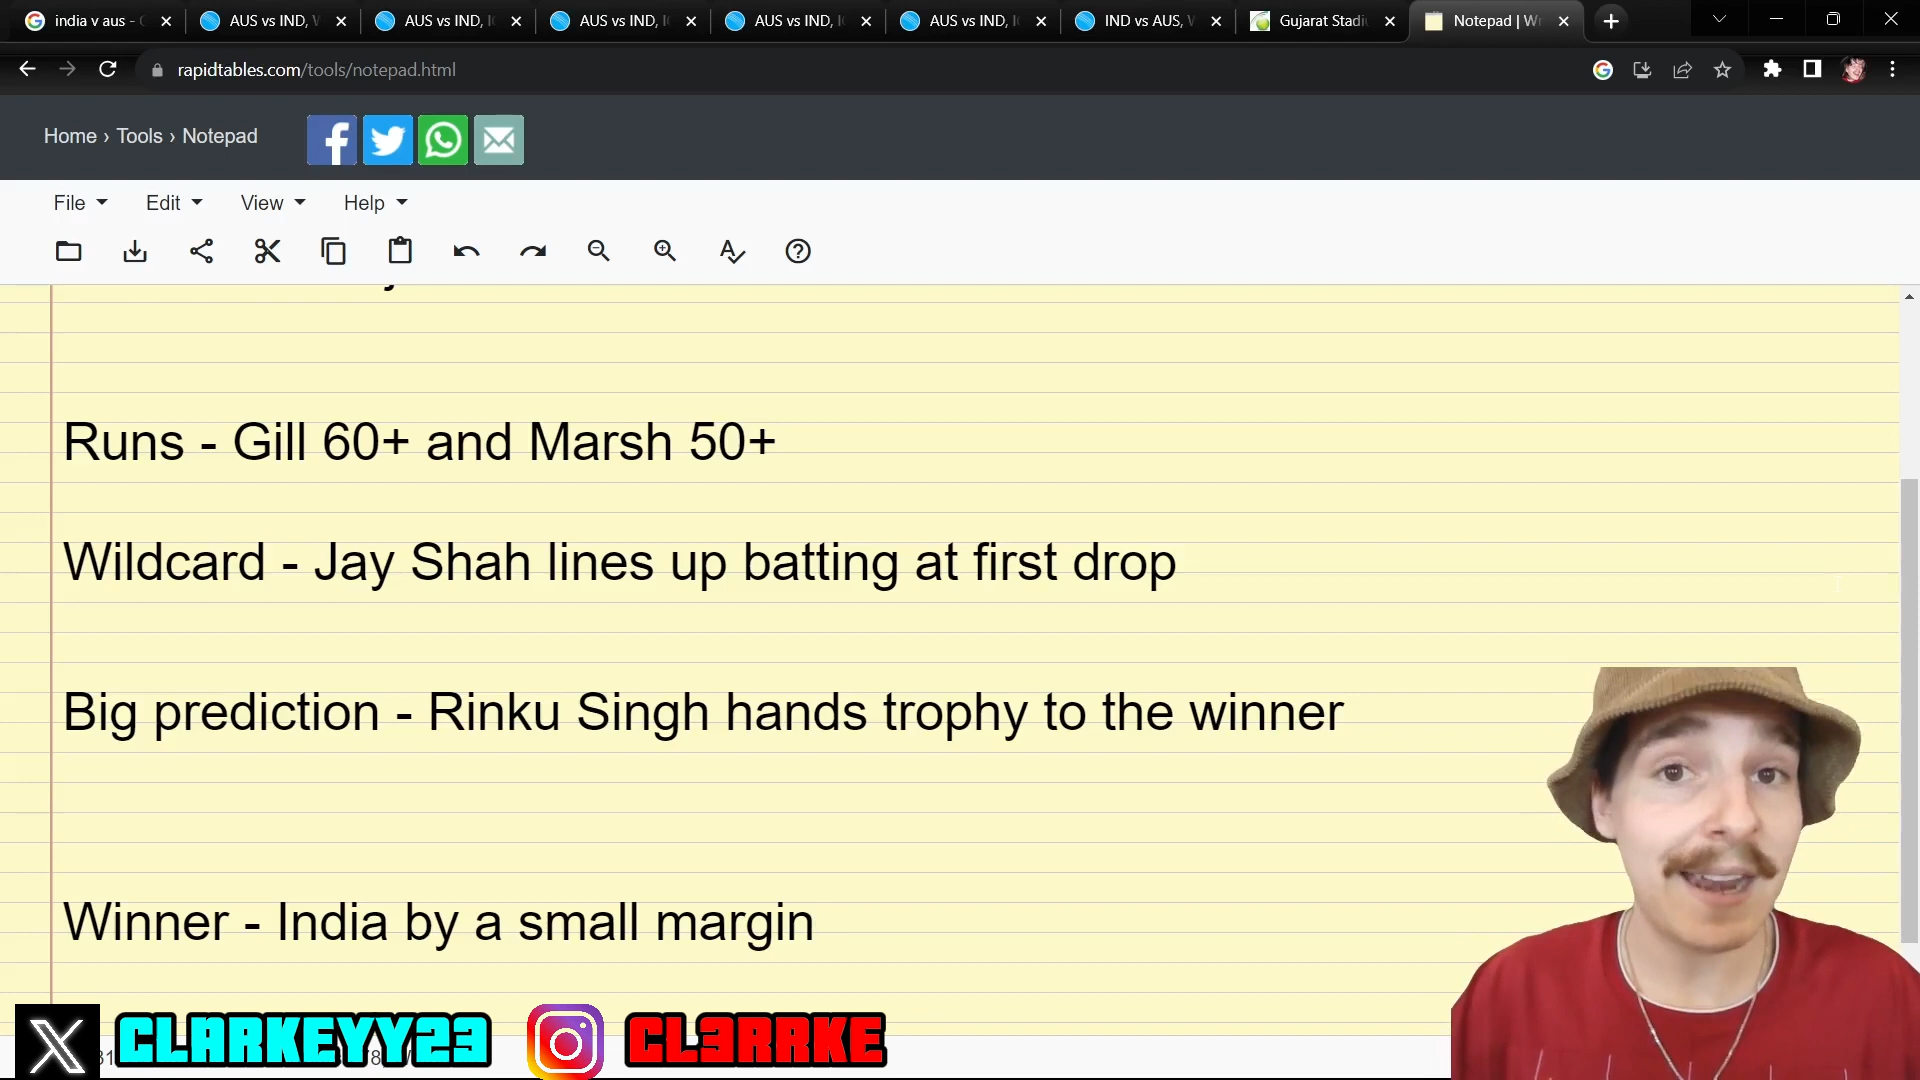 india v aus -
AUS vs IND,
AUS vs IND,
AUS vs IND,
AUS vs IND,
AUS vs IND,
IND vs AUS,
Gujarat Stadi
Notepad | Wr
rapidtables.com/tools/notepad.html
Home › Tools › Notepad
File
Edit
View
Help
Runs - Gill 60+ and Marsh 50+
Wildcard - Jay Shah lines up batting at first drop
Big prediction - Rinku Singh hands trophy to the winner
Winner - India by a small margin
CLARKEYY23
CL3RRKE